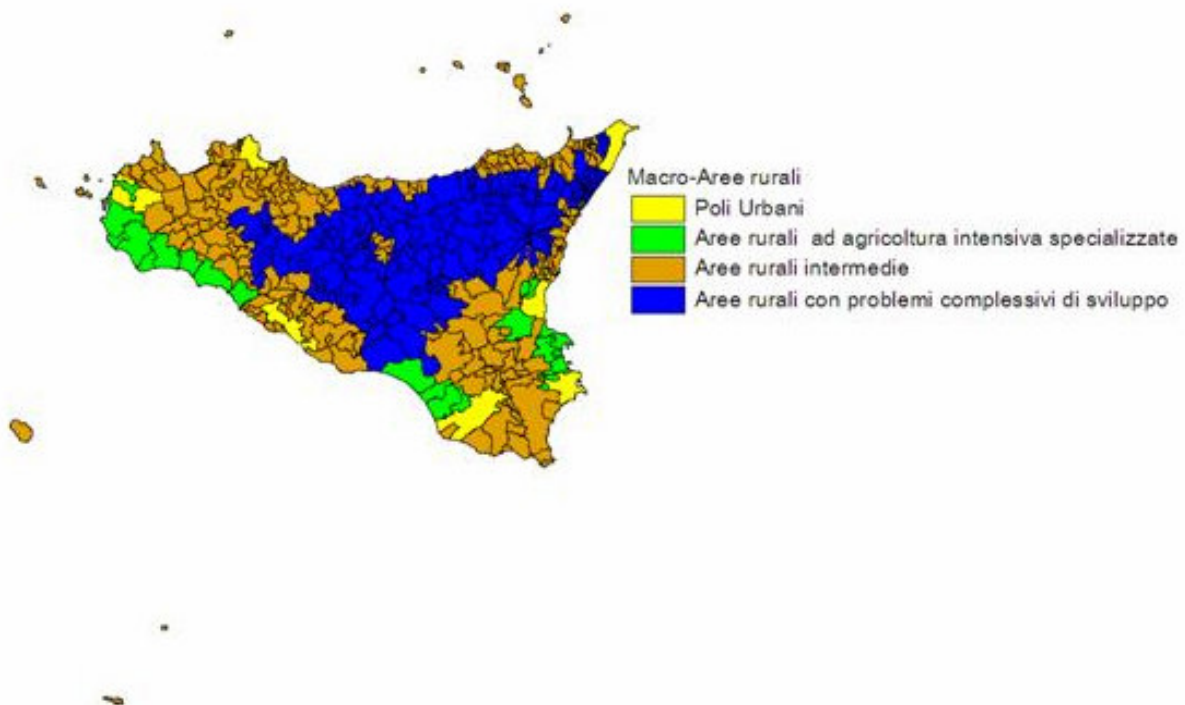 Macro-Aree rurali
Poli Urbani
Aree rurali ad agricoltura intensiva specializzate
Aree rurali intermedie
Aree rurali con problemi complessivi di sviluppo